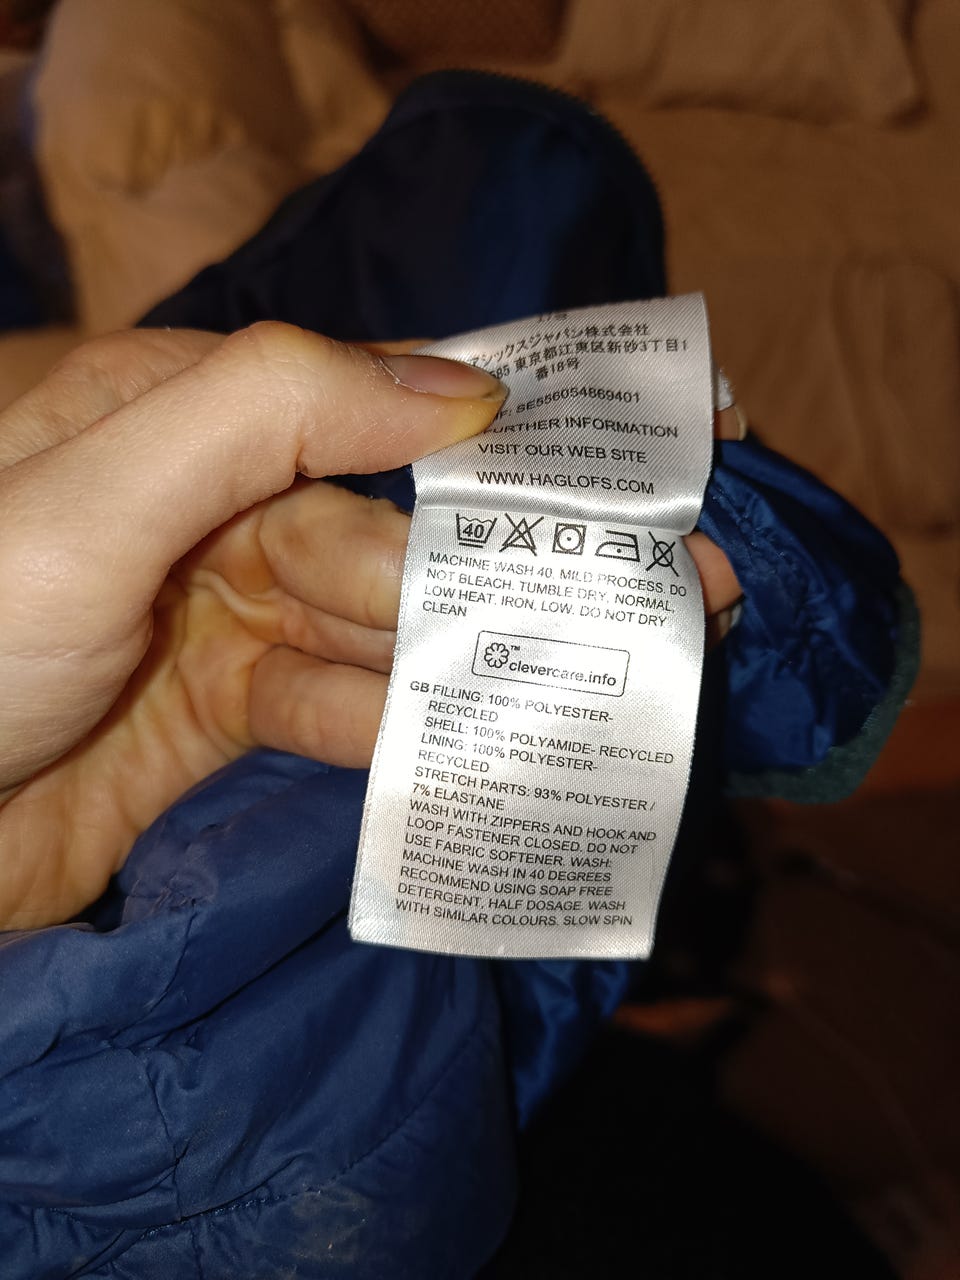 シックスジャパン株式会社
585 東京都江東区新砂3丁目1
番18号
SE556054869401
FURTHER INFORMATION
VISIT OUR WEB SITE
WWW.HAGLOFS.COM
40
MACHINE WASH 40, MILD PROCESS. DO
NOT BLEACH. TUMBLE DRY, NORMAL,
LOW HEAT. IRON, LOW. DO NOT DRY
CLEAN
™
clevercare.info
GB FILLING: 100% POLYESTER-
RECYCLED
SHELL: 100% POLYAMIDE- RECYCLED
LINING: 100% POLYESTER-
RECYCLED
STRETCH PARTS: 93% POLYESTER /
7% ELASTANE
WASH WITH ZIPPERS AND HOOK AND
LOOP FASTENER CLOSED. DO NOT
USE FABRIC SOFTENER. WASH:
MACHINE WASH IN 40 DEGREES
RECOMMEND USING SOAP FREE
DETERGENT, HALF DOSAGE. WASH
WITH SIMILAR COLOURS. SLOW SPIN